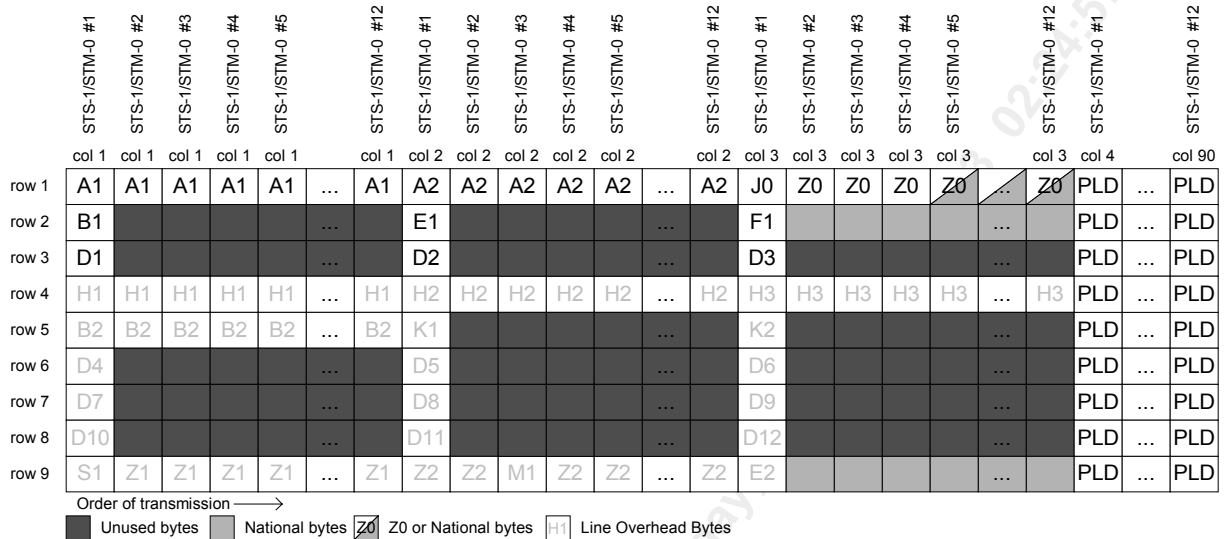 STS-1/STM-0 #1 STS-1/STM-0 #2 STS-1/STM-0 #3 STS-1/STM-0 #4 STS-1/STM-0 #5 STS-1/STM-0 #12 STS-1/STM-0 #1 STS-1/STM-0 #2 STS-1/STM-0 #3 STS-1/STM-0 #4 STS-1/STM-0 #5 STS-1/STM-0 #12 STS-1/STM-0 #1 STS-1/STM-0 #2 STS-1/STM-0 #3 STS-1/STM-0 #4 STS-1/STM-0 #5 STS-1/STM-0 #12 STS-1/STM-0 #1 STS-1/STM-0 #12
col 1 col 1 col 1 col 1 col 1 col 1 col 2 col 2 col 2 col 2 col 2 col 2 col 3 col 3 col 3 col 3 col 3 col 3 col 4 col 90
row 1 A1 A1 A1 A1 A1 ... A1 A2 A2 A2 A2 A2 ... A2 J0 Z0 Z0 Z0 Z0 ... Z0 PLD ... PLD
row 2 B1 ... E1 ... F1 ... PLD ... PLD
row 3 D1 ... D2 ... D3 ... PLD ... PLD
row 4 H1 H1 H1 H1 H1 ... H1 H2 H2 H2 H2 H2 ... H2 H3 H3 H3 H3 H3 ... H3 PLD ... PLD
row 5 B2 B2 B2 B2 B2 ... B2 K1 ... K2 ... PLD ... PLD
row 6 D4 ... D5 ... D6 ... PLD ... PLD
row 7 D7 ... D8 ... D9 ... PLD ... PLD
row 8 D10 ... D11 ... D12 ... PLD ... PLD
row 9 S1 Z1 Z1 Z1 Z1 ... Z1 Z2 Z2 M1 Z2 Z2 ... Z2 E2 ... PLD ... PLD
Order of transmission
Unused bytes National bytes Z0 Z0 or National bytes H1 Line Overhead Bytes